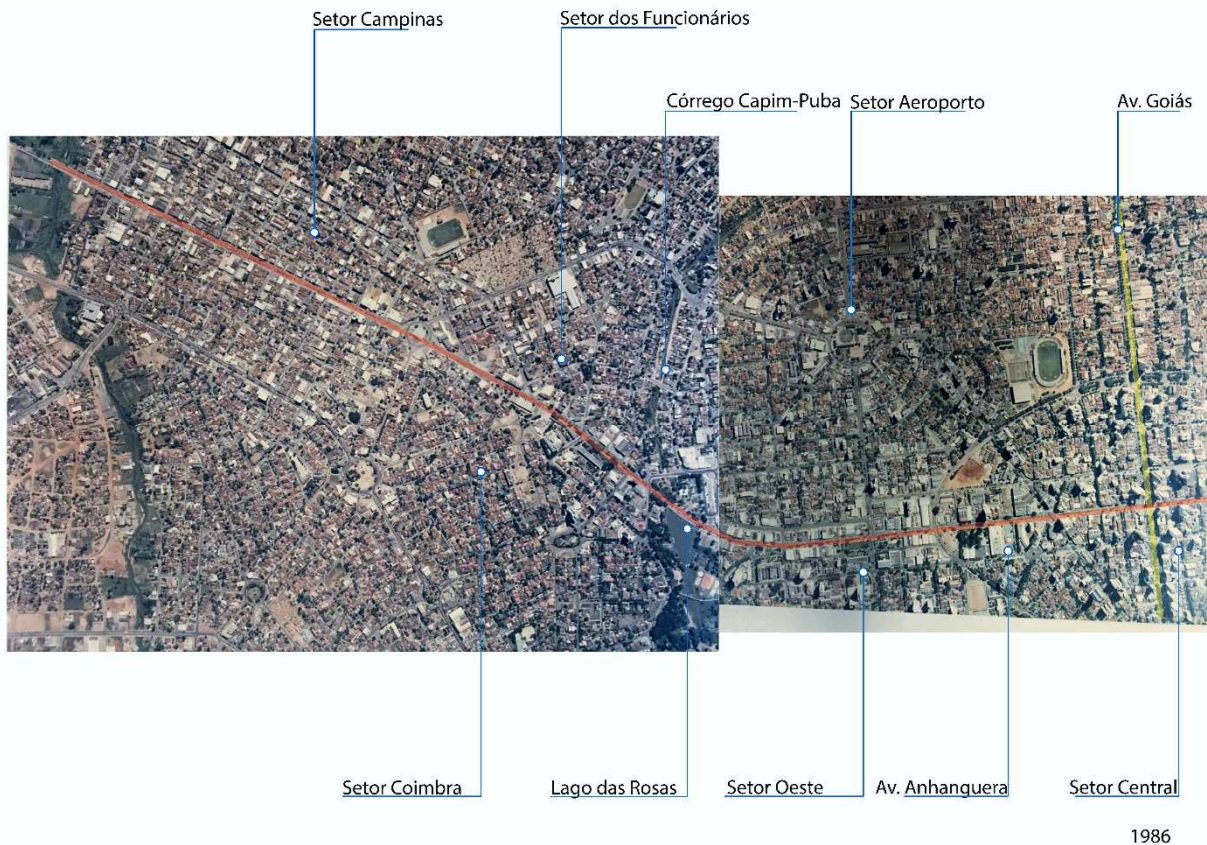 Setor Campinas
Setor dos Funcionários
Córrego Capim-Puba
Setor Aeroporto
Av. Goiás
Setor Coimbra
Lago das Rosas
Setor Oeste
Av. Anhanguera
Setor Central
1986